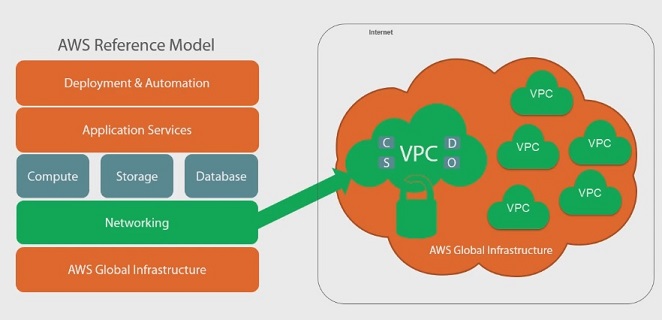 AWS Reference Model
Deployment & Automation
Application Services
Compute Storage Database
Networking
AWS Global Infrastructure
Internet
VPC
C D
S O
VPC
VPC
VPC
VPC
VPC
AWS Global Infrastructure